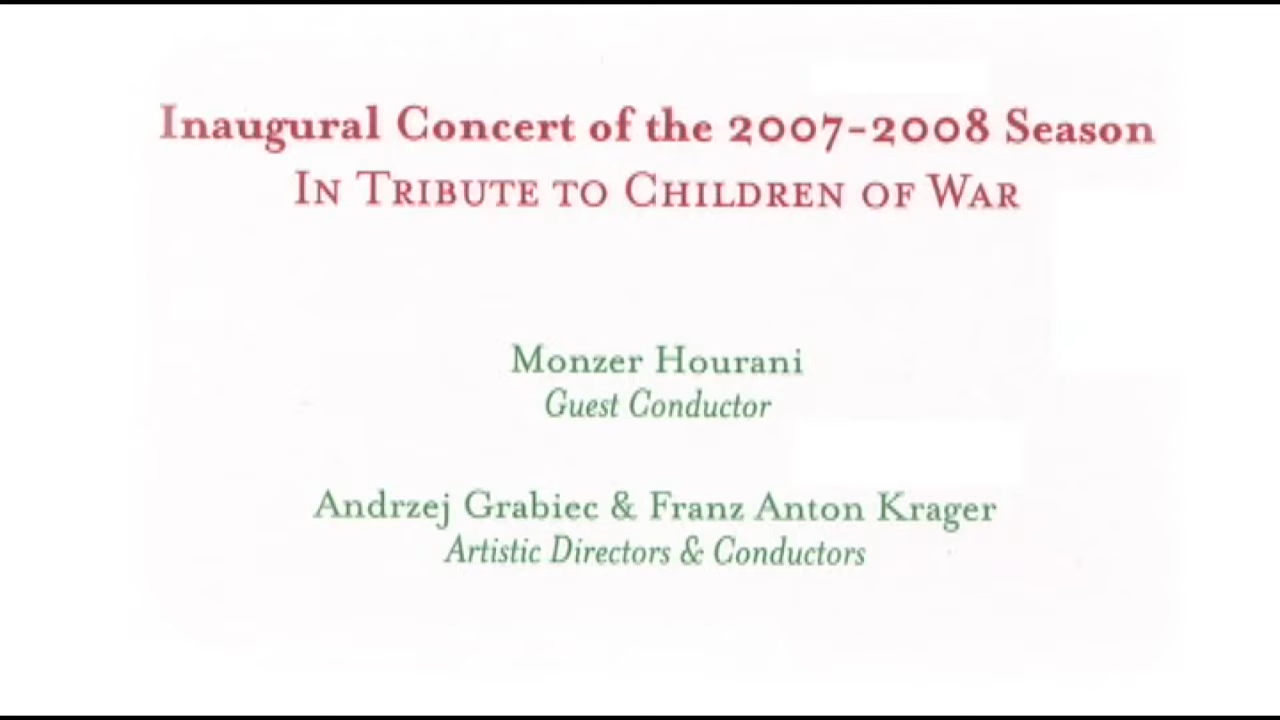 Inaugural Concert of the 2007-2008 Season
In Tribute to Children of War
Monzer Hourani
Guest Conductor
Andrzej Grabiec & Franz Anton Krager
Artistic Directors & Conductors